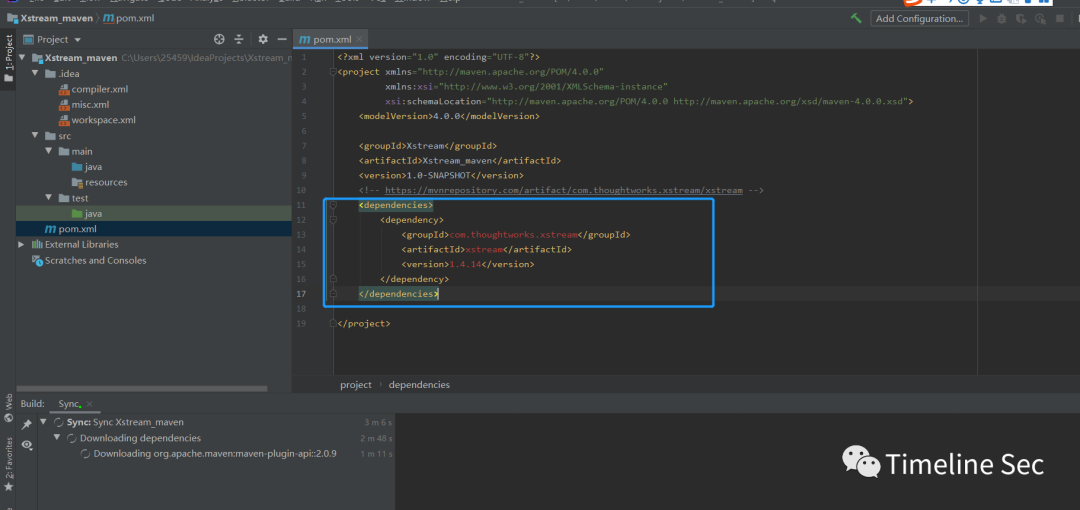 Xstream_maven pom.xml
Add Configuration...
1: Project
Project
pom.xml
Xstream_maven C:\Users\25459\IdeaProjects\Xstream_m
.idea
compiler.xml
misc.xml
workspace.xml
src
main
java
resources
test
java
pom.xml
External Libraries
Scratches and Consoles
1 <?xml version="1.0" encoding="UTF-8"?>
2 <project xmlns="http://maven.apache.org/POM/4.0.0"
3 xmlns:xsi="http://www.w3.org/2001/XMLSchema-instance"
4 xsi:schemaLocation="http://maven.apache.org/POM/4.0.0 http://maven.apache.org/xsd/maven-4.0.0.xsd">
5 <modelVersion>4.0.0</modelVersion>
6
7 <groupId>Xstream</groupId>
8 <artifactId>Xstream_maven</artifactId>
9 <version>1.0-SNAPSHOT</version>
10 <!-- https://mvnrepository.com/artifact/com.thoughtworks.xstream/xstream -->
11 <dependencies>
12 <dependency>
13 <groupId>com.thoughtworks.xstream</groupId>
14 <artifactId>xstream</artifactId>
15 <version>1.4.14</version>
16 </dependency>
17 </dependencies>
18
19 </project>
project dependencies
Web
2: Favorites
Build: Sync
Sync: Sync Xstream_maven 3 m 6 s
Downloading dependencies 2 m 48 s
Downloading org.apache.maven:maven-plugin-api::2.0.9 1 m 11 s
Timeline Sec